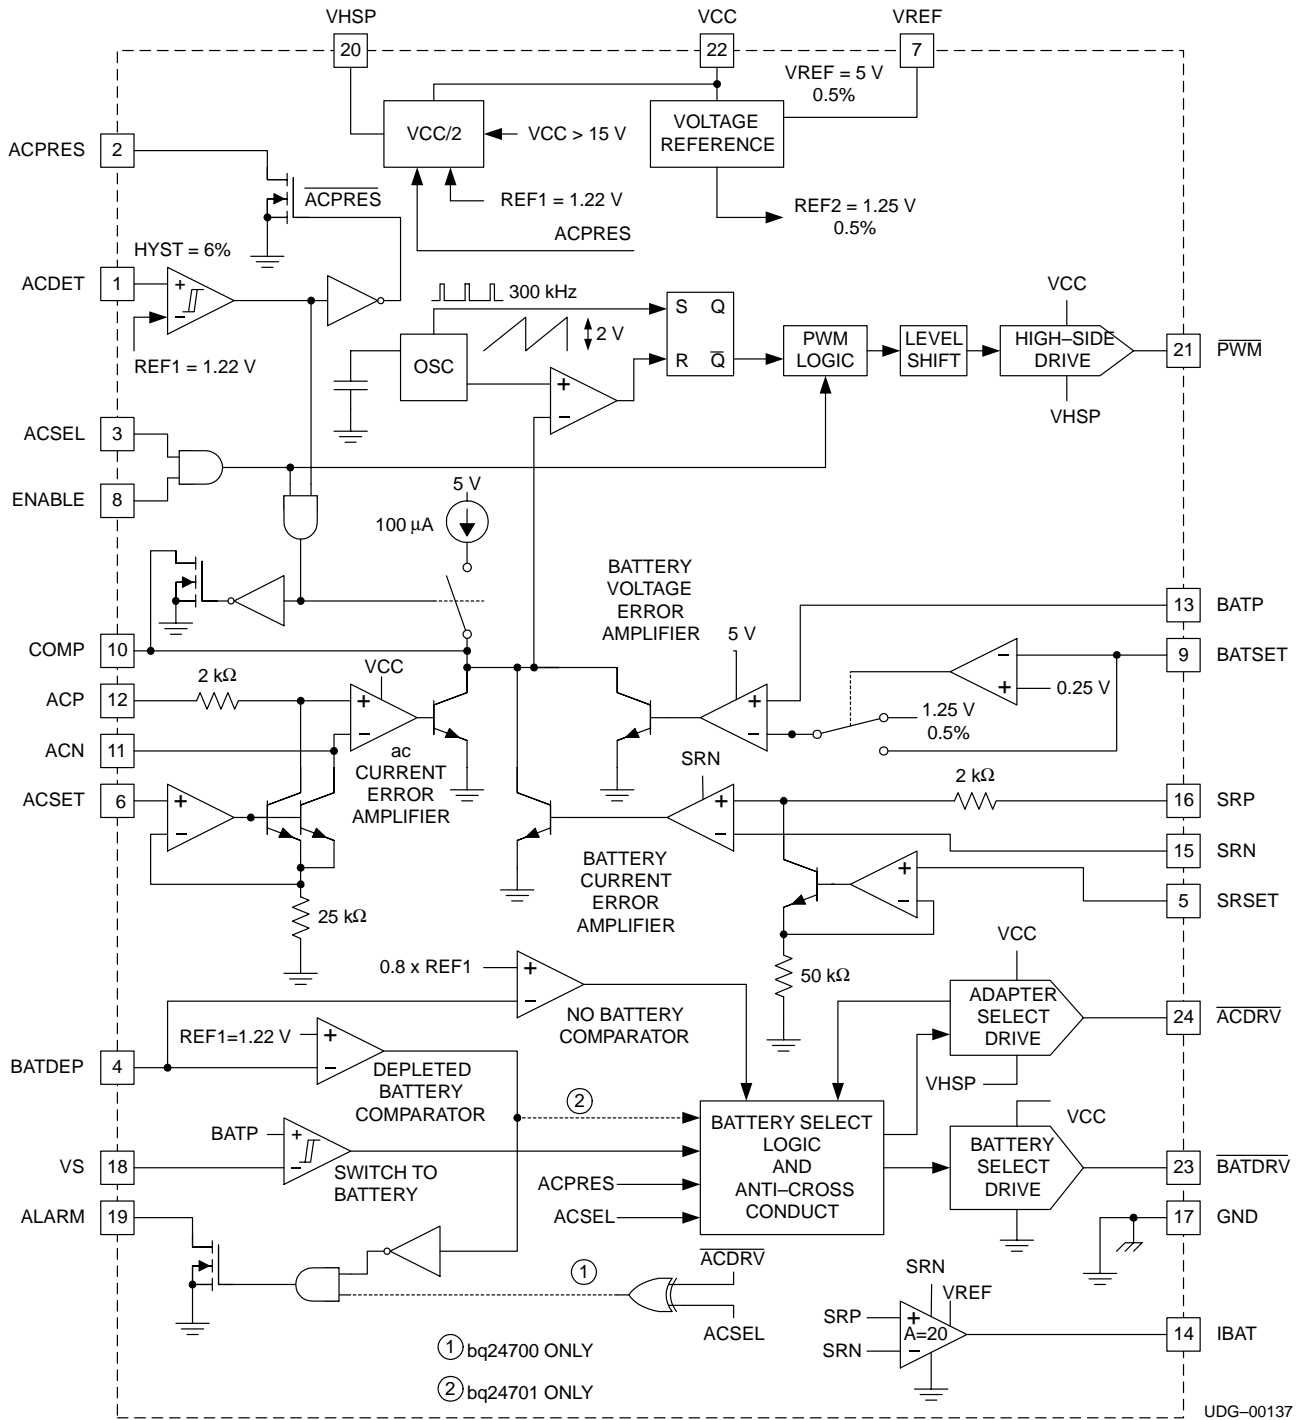 VHSP
VCC
VREF
20
22
7
VREF = 5 V
0.5%
ACPRES
2
VCC/2
VCC > 15 V
VOLTAGE
REFERENCE
ACPRES
REF1 = 1.22 V
REF2 = 1.25 V
0.5%
ACPRES
HYST = 6%
ACDET
1
+
−
REF1 = 1.22 V
300 kHz
2 V
OSC
S Q
R Q
+
−
PWM
LOGIC
LEVEL
SHIFT
VCC
HIGH–SIDE
DRIVE
VHSP
21
PWM
ACSEL
3
ENABLE
8
5 V
100 µA
BATTERY
VOLTAGE
ERROR
AMPLIFIER
5 V
+
−
13
BATP
COMP
10
9
BATSET
−
+
0.25 V
1.25 V
0.5%
ACP
12
2 kΩ
VCC
+
−
ACN
11
ac
CURRENT
ERROR
AMPLIFIER
ACSET
6
+
−
25 kΩ
SRN
+
−
BATTERY
CURRENT
ERROR
AMPLIFIER
2 kΩ
16
SRP
15
SRN
5
SRSET
+
−
50 kΩ
0.8 x REF1
+
−
NO BATTERY
COMPARATOR
REF1=1.22 V
+
−
BATDEP
4
DEPLETED
BATTERY
COMPARATOR
2
VCC
ADAPTER
SELECT
DRIVE
VHSP
24
ACDRV
BATP
+
−
VS
18
SWITCH TO
BATTERY
ACPRES
ACSEL
BATTERY SELECT
LOGIC
AND
ANTI–CROSS
CONDUCT
VCC
BATTERY
SELECT
DRIVE
23
BATDRV
ALARM
19
17
GND
1
ACDRV
ACSEL
SRN
VREF
SRP
SRN
+
A=20
−
14
IBAT
1 bq24700 ONLY
2 bq24701 ONLY
UDG–00137